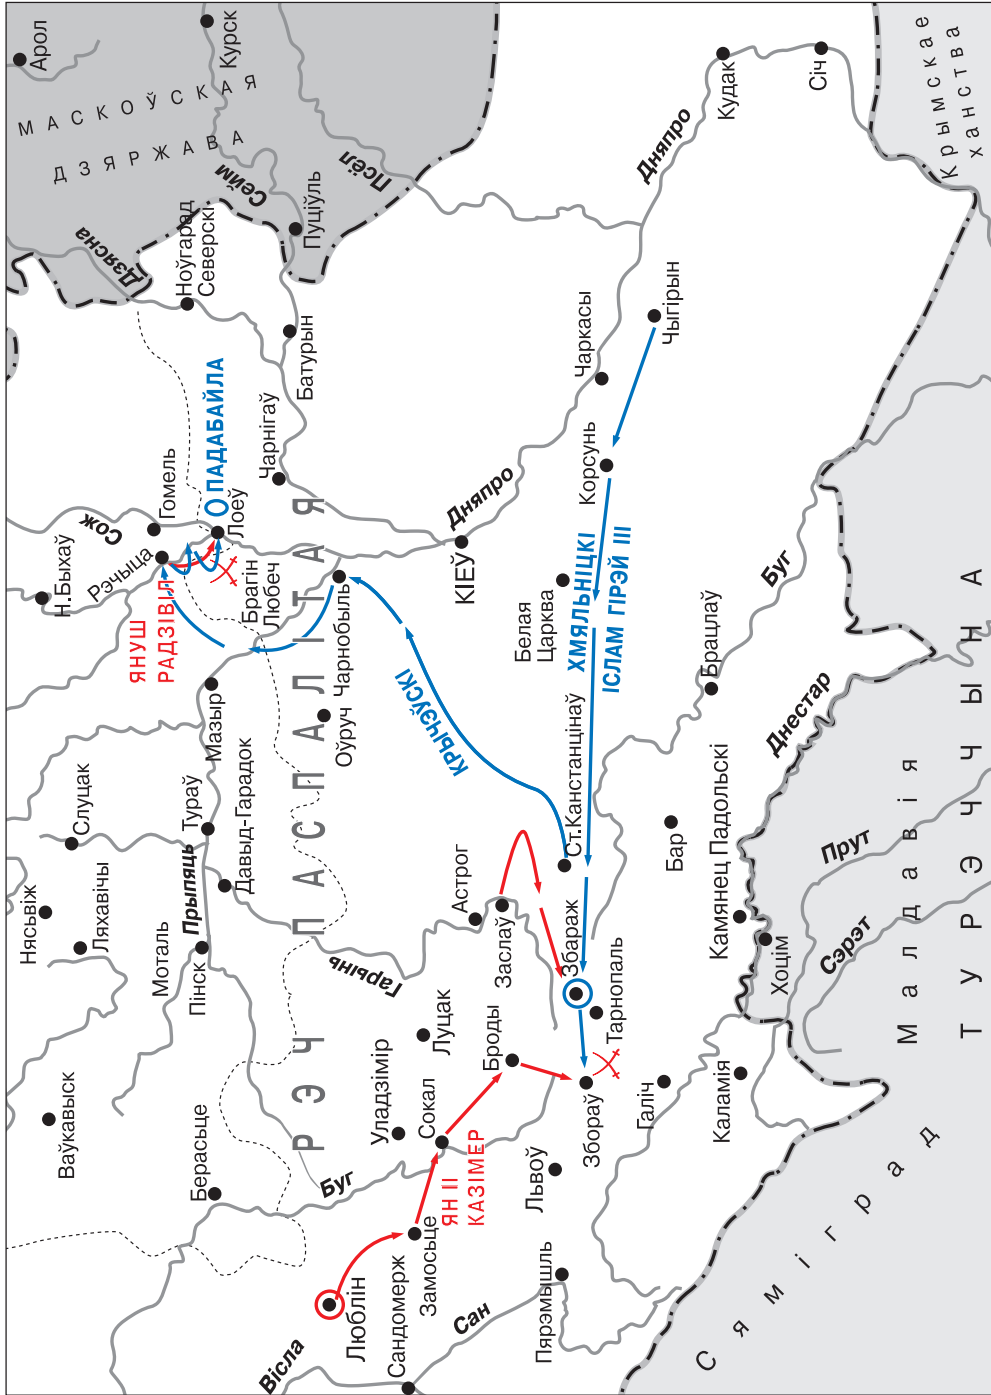 Арол
Курск
МАСКОЎСКАЯ
ДЗЯРЖАВА
Сейм
Псёл
Пуціўль
Дзясна
Ноўгарад
Северскі
Батурын
Чарнігаў
Кудак
Січ
Крымскае
ханства
Дняпро
Чаркасы
Чыгірын
Корсунь
ПАДАБАЙЛА
Гомель
Лоеў
Сож
Н.Быхаў
Рэчыца
ЯНУШ
РАДЗІВІЛ
Брагін
Любеч
Чарнобыль
Дняпро
КІЕЎ
Белая
Царква
ХМЯЛЬНІЦКІ
ІСЛАМ ГІРЭЙ III
Буг
Брацлаў
Днестар
Мазыр
Оўруч
КРЫЧЭЎСКІ
Слуцак
Тураў
Прыпяць
Давыд-Гарадок
Нясьвіж
Ляхавічы
Моталь
Пінск
РЭЧ ПАСПАЛІТАЯ
Гарынь
Астрог
Заслаў
Ст.Канстанцінаў
Збараж
Тарнопаль
Бар
Камянец Падольскі
Хоцім
Прут
Сэрэт
Малдавія
ТУРЭЧЧЫНА
Ваўкавыск
Берасьце
Буг
Уладзімір
Луцак
Сокал
Броды
Збораў
Галіч
Каламія
Львоў
ЯН II
КАЗІМЕР
Замосьце
Люблін
Сандомерж
Вісла
Сан
Пярэмышль
Сямiград